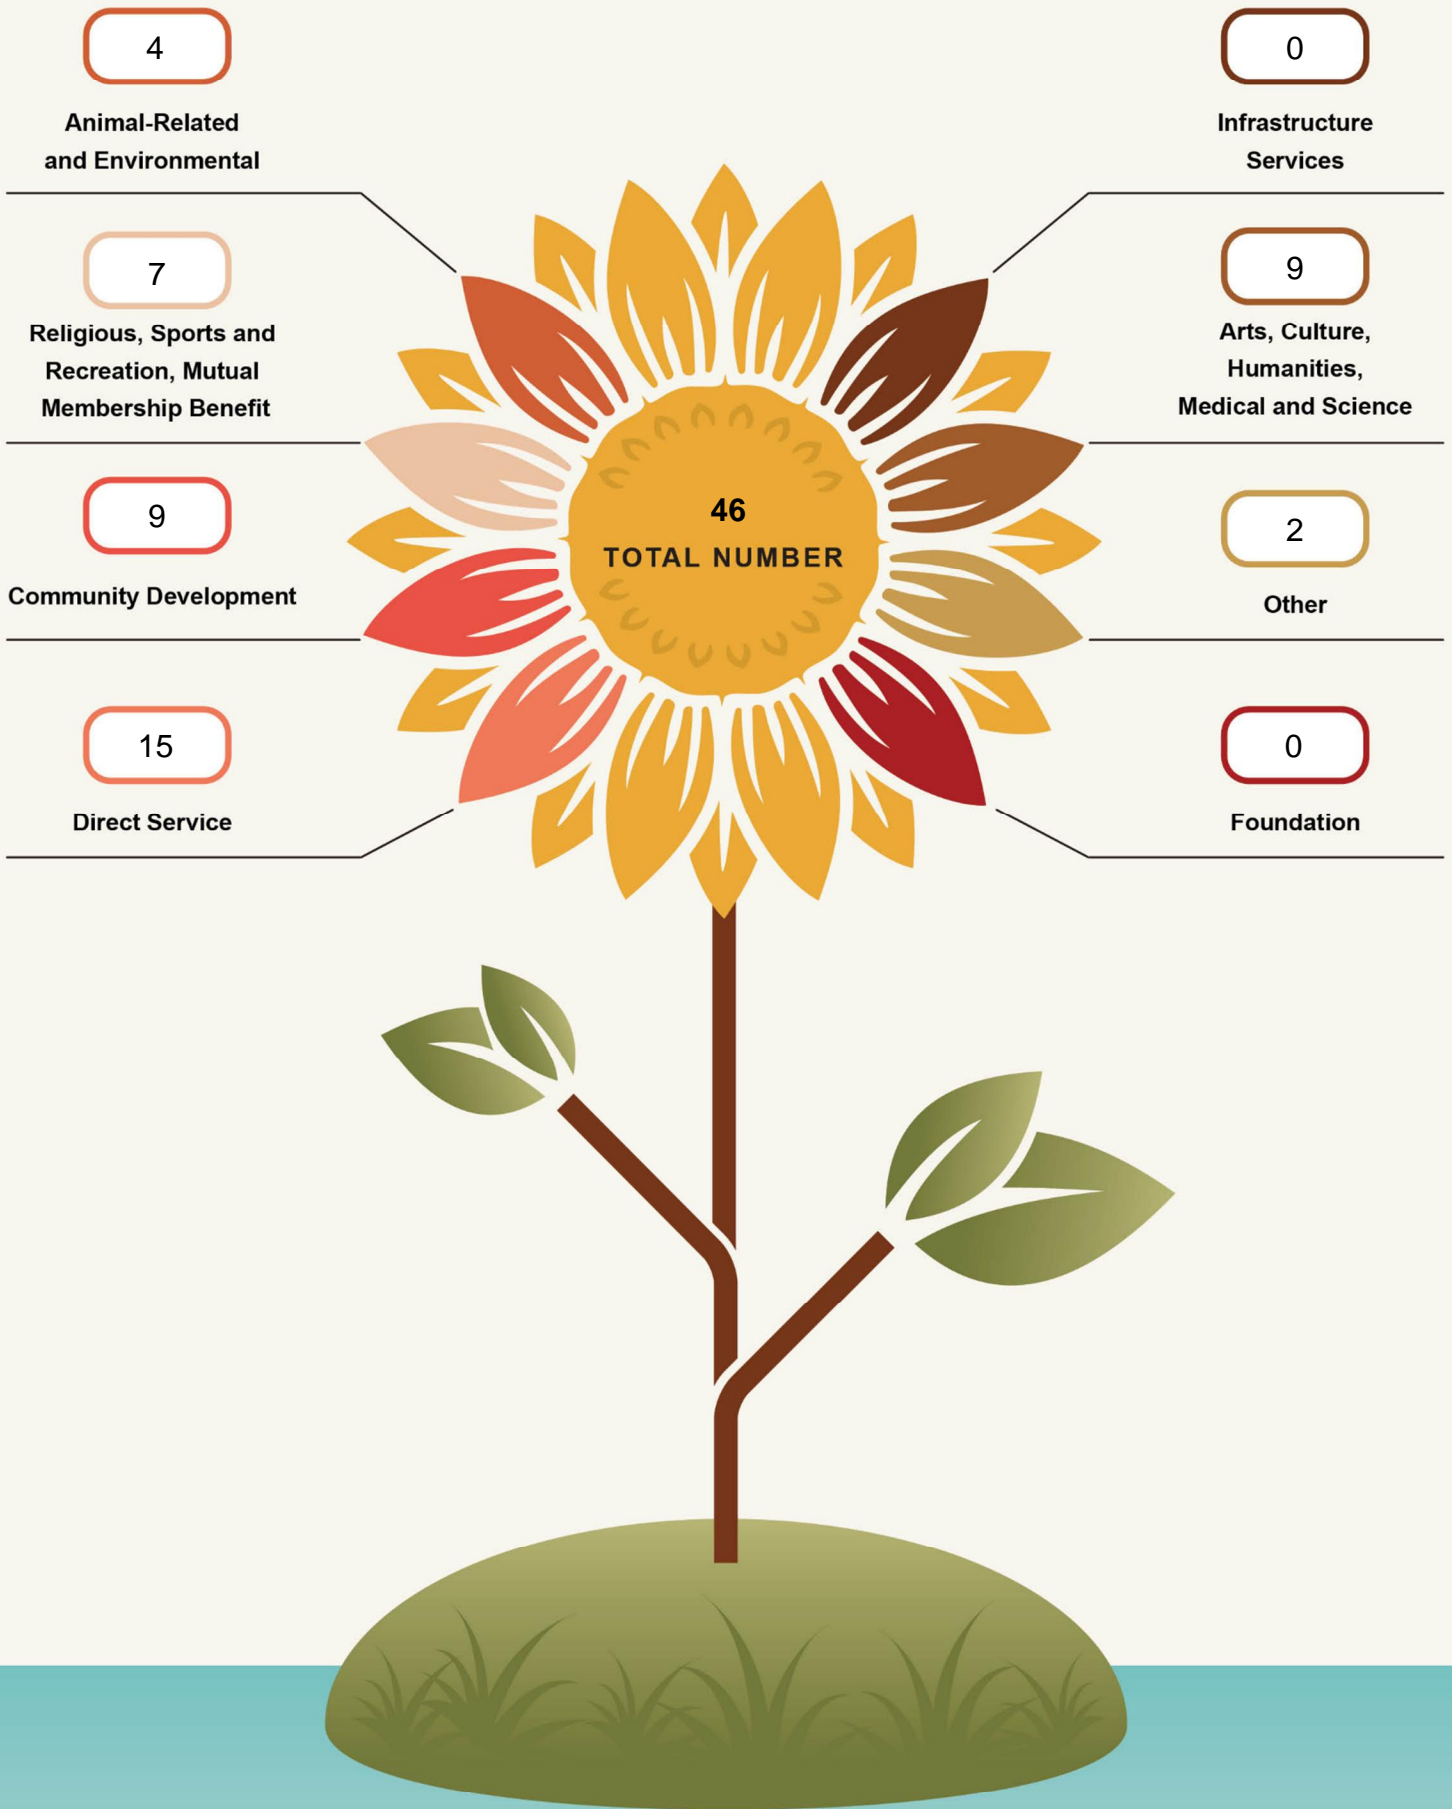 4
Animal-Related
and Environmental
7
Religious, Sports and
Recreation, Mutual
Membership Benefit
9
Community Development
15
Direct Service
46
TOTAL NUMBER
0
Infrastructure
Services
9
Arts, Culture,
Humanities,
Medical and Science
2
Other
0
Foundation